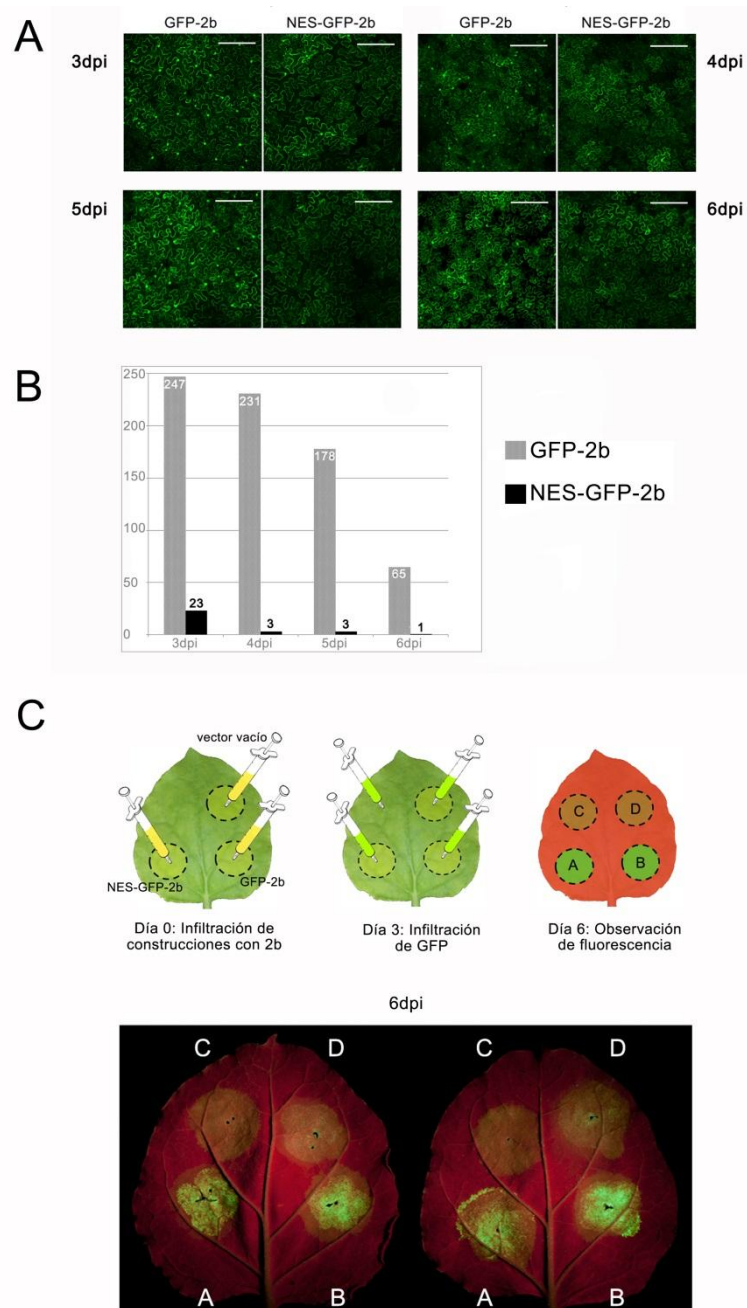 A
GFP-2b NES-GFP-2b GFP-2b NES-GFP-2b
3dpi 4dpi
5dpi 6dpi
B
250
200
150
100
50
0
247
23
231
3
178
3
65
1
3dpi 4dpi 5dpi 6dpi
GFP-2b
NES-GFP-2b
C
vector vacío
NES-GFP-2b
GFP-2b
C D
A B
Día 0: Infiltración de
construcciones con 2b
Día 3: Infiltración
de GFP
Día 6: Observación
de fluorescencia
6dpi
C D C D
A B A B